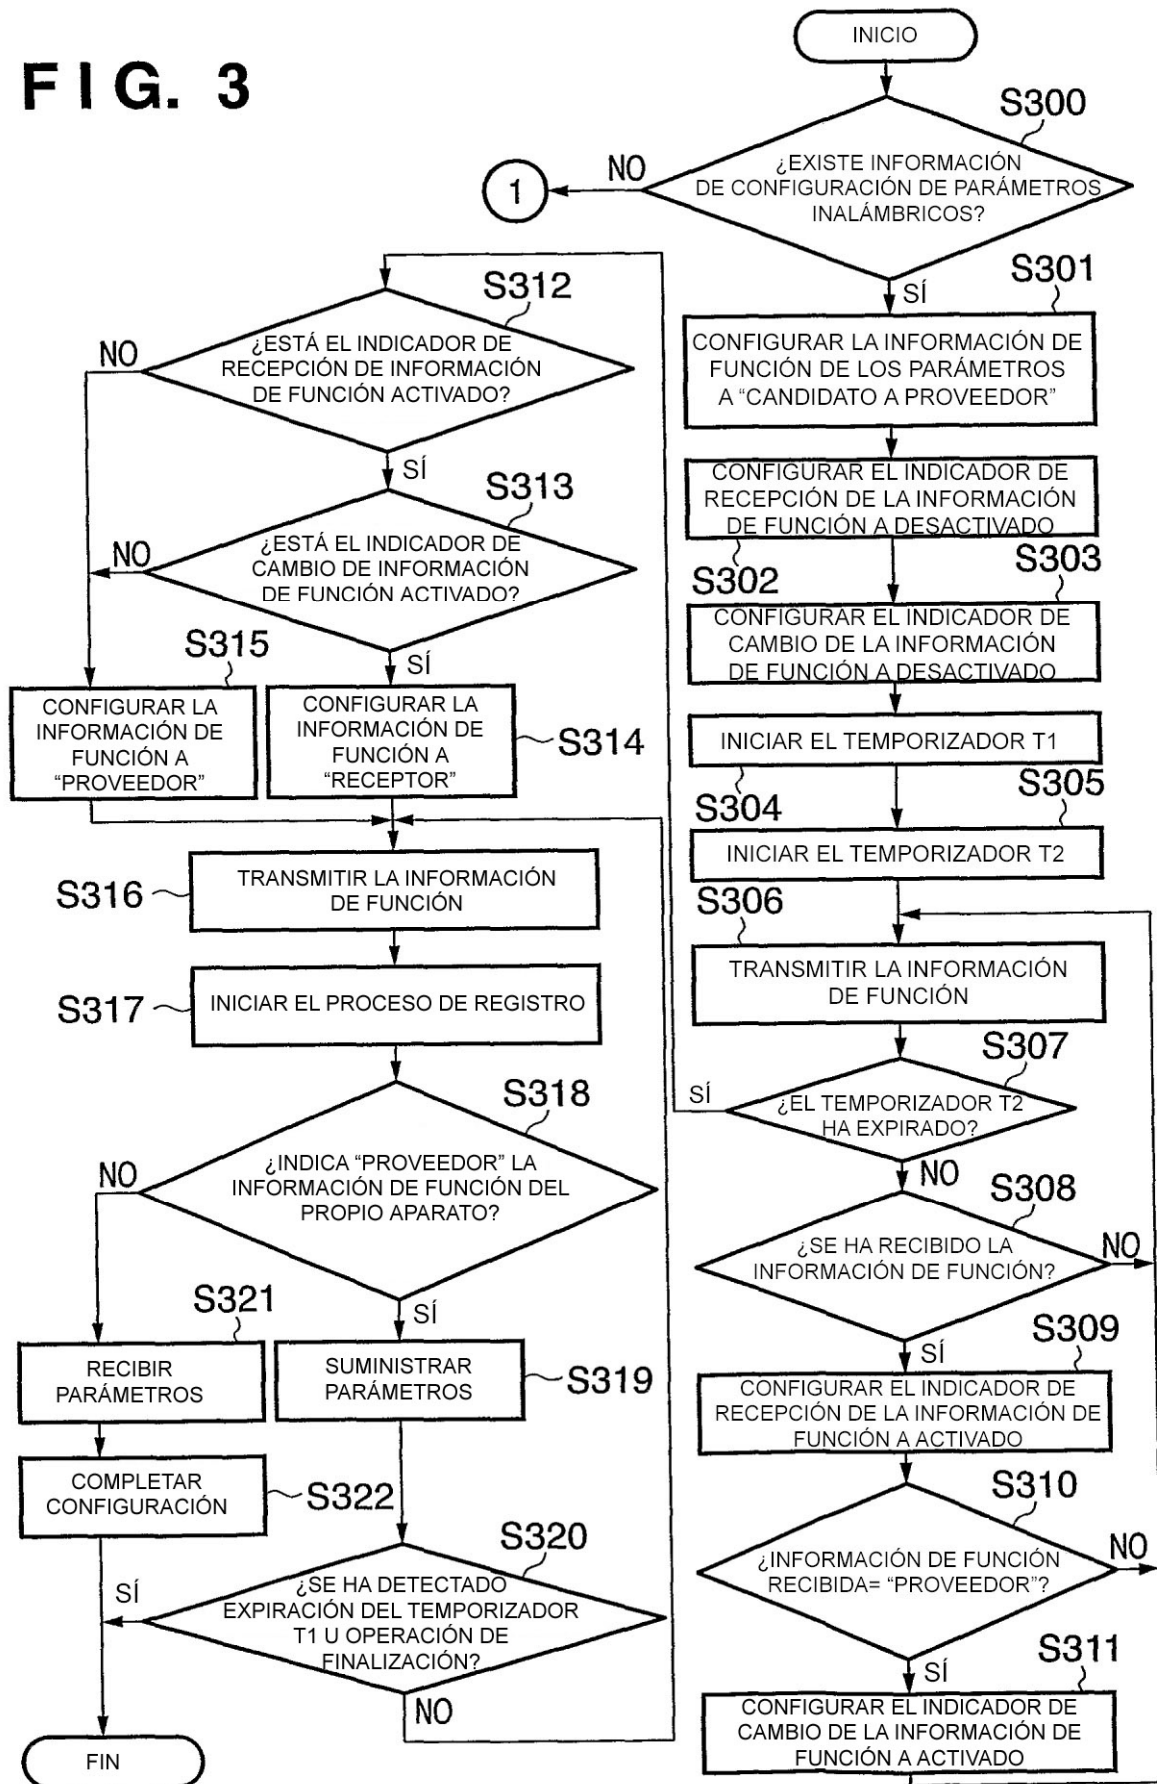 FIG. 3
INICIO
S300
¿EXISTE INFORMACIÓN
DE CONFIGURACIÓN DE PARÁMETROS
INALÁMBRICOS?
NO
1
SÍ
S301
CONFIGURAR LA INFORMACIÓN DE
FUNCIÓN DE LOS PARÁMETROS
A “CANDIDATO A PROVEEDOR”
CONFIGURAR EL INDICADOR DE
RECEPCIÓN DE LA INFORMACIÓN
DE FUNCIÓN A DESACTIVADO
S302
S303
CONFIGURAR EL INDICADOR DE
CAMBIO DE LA INFORMACIÓN
DE FUNCIÓN A DESACTIVADO
INICIAR EL TEMPORIZADOR T1
S304
S305
INICIAR EL TEMPORIZADOR T2
S306
TRANSMITIR LA INFORMACIÓN
DE FUNCIÓN
S307
¿EL TEMPORIZADOR T2
HA EXPIRADO?
SÍ
NO
S308
¿SE HA RECIBIDO LA
INFORMACIÓN DE FUNCIÓN?
NO
SÍ
S309
CONFIGURAR EL INDICADOR DE
RECEPCIÓN DE LA INFORMACIÓN DE
FUNCIÓN A ACTIVADO
S310
¿INFORMACIÓN DE FUNCIÓN
RECIBIDA= “PROVEEDOR”?
NO
SÍ
S311
CONFIGURAR EL INDICADOR DE
CAMBIO DE LA INFORMACIÓN DE
FUNCIÓN A ACTIVADO
S312
¿ESTÁ EL INDICADOR DE
RECEPCIÓN DE INFORMACIÓN
DE FUNCIÓN ACTIVADO?
NO
SÍ
S313
¿ESTÁ EL INDICADOR DE
CAMBIO DE INFORMACIÓN
DE FUNCIÓN ACTIVADO?
NO
SÍ
S315
CONFIGURAR LA
INFORMACIÓN DE
FUNCIÓN A
“PROVEEDOR”
CONFIGURAR LA
INFORMACIÓN DE
FUNCIÓN A
“RECEPTOR”
S314
S316
TRANSMITIR LA INFORMACIÓN
DE FUNCIÓN
S317
INICIAR EL PROCESO DE REGISTRO
S318
¿INDICA “PROVEEDOR” LA
INFORMACIÓN DE FUNCIÓN DEL
PROPIO APARATO?
NO
SÍ
S321
RECIBIR
PARÁMETROS
SUMINISTRAR
PARÁMETROS
S319
COMPLETAR
CONFIGURACIÓN
S322
S320
¿SE HA DETECTADO
EXPIRACIÓN DEL TEMPORIZADOR
T1 U OPERACIÓN DE
FINALIZACIÓN?
SÍ
NO
FIN